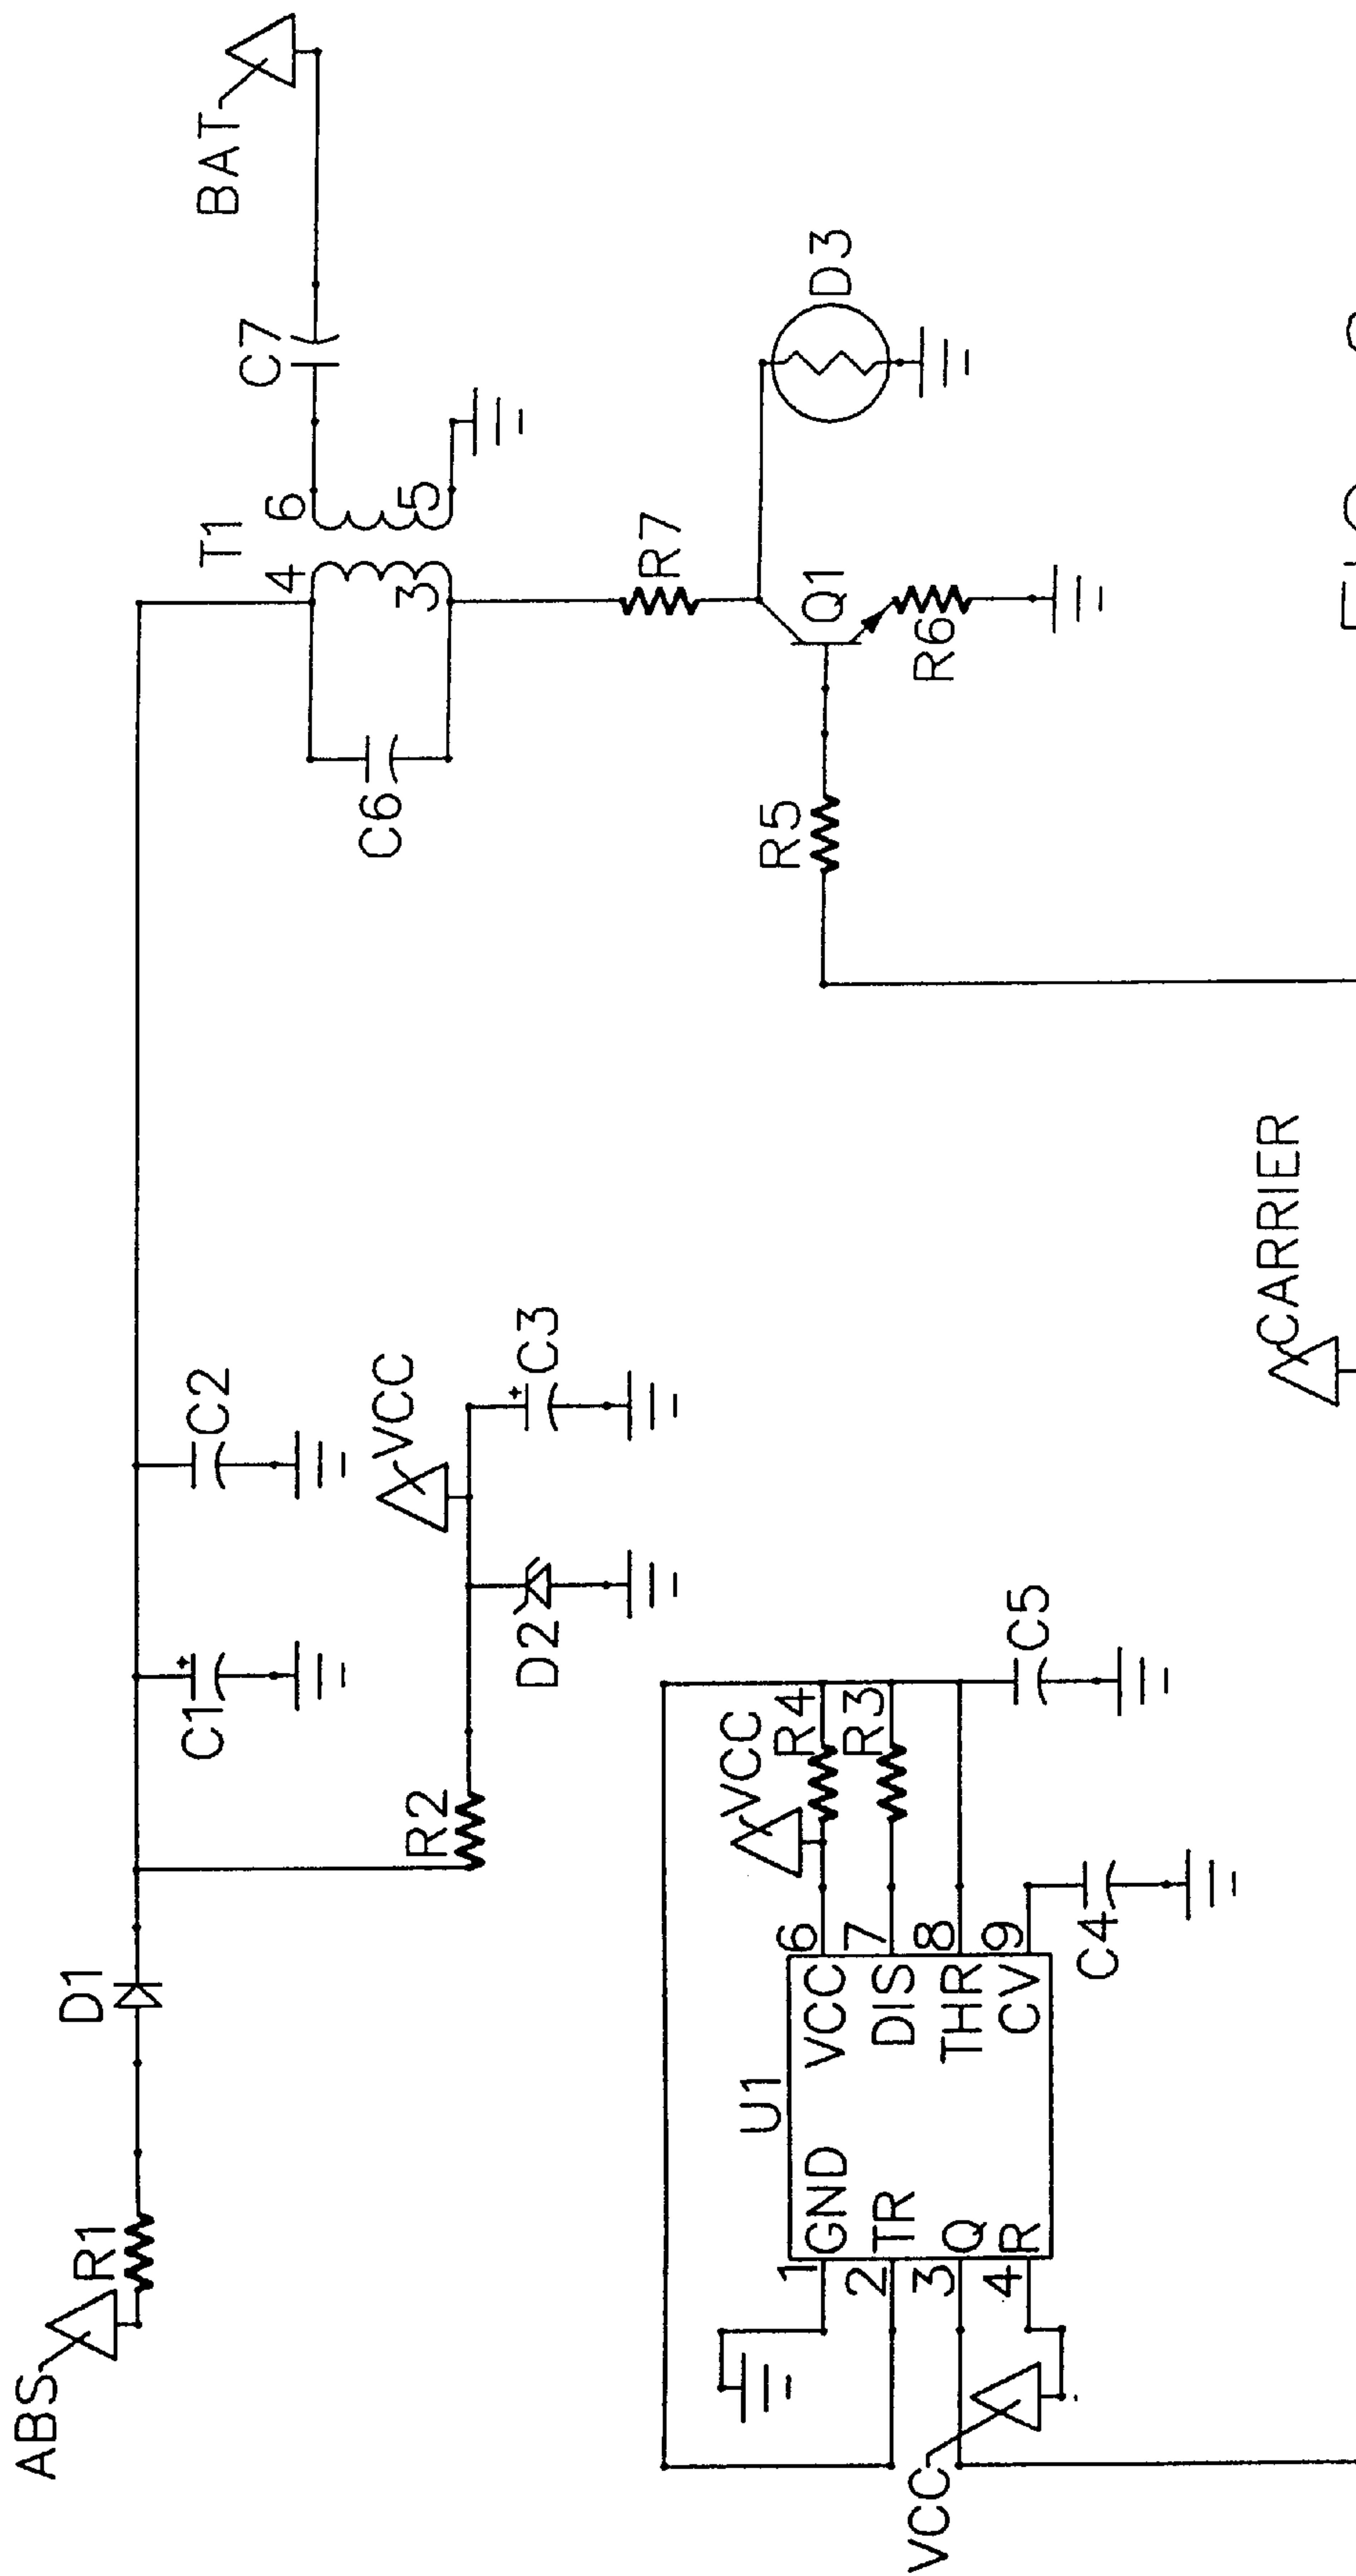 ABS
R1
D1
C1
C2
R2
D2
VCC
C3
T1
4
6
3
5
C6
C7
BAT
R7
Q1
D3
R5
R6
U1
1
GND
2
TR
3
Q
4
R
VCC
VCC
6
DIS
7
THR
8
CV
9
VCC
R4
R3
C5
C4
CARRIER